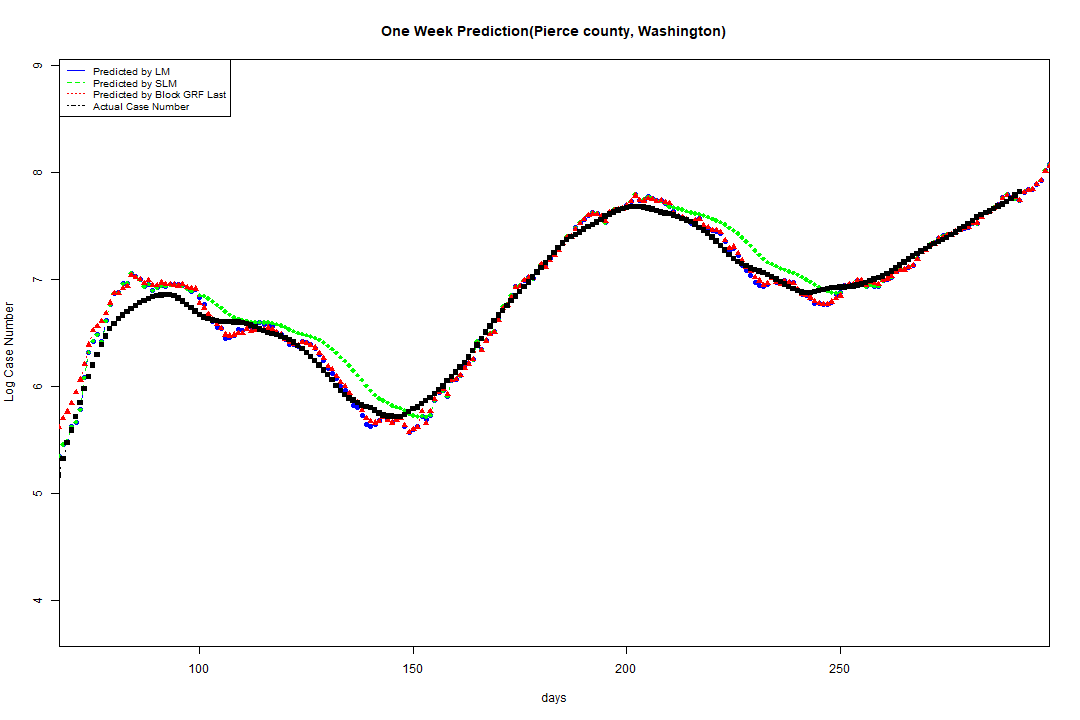 One Week Prediction(Pierce county, Washington)
Predicted by LM
Predicted by SLM
Predicted by Block GRF Last
Actual Case Number
9
8
7
6
5
4
Log Case Number
100 150 200 250
days